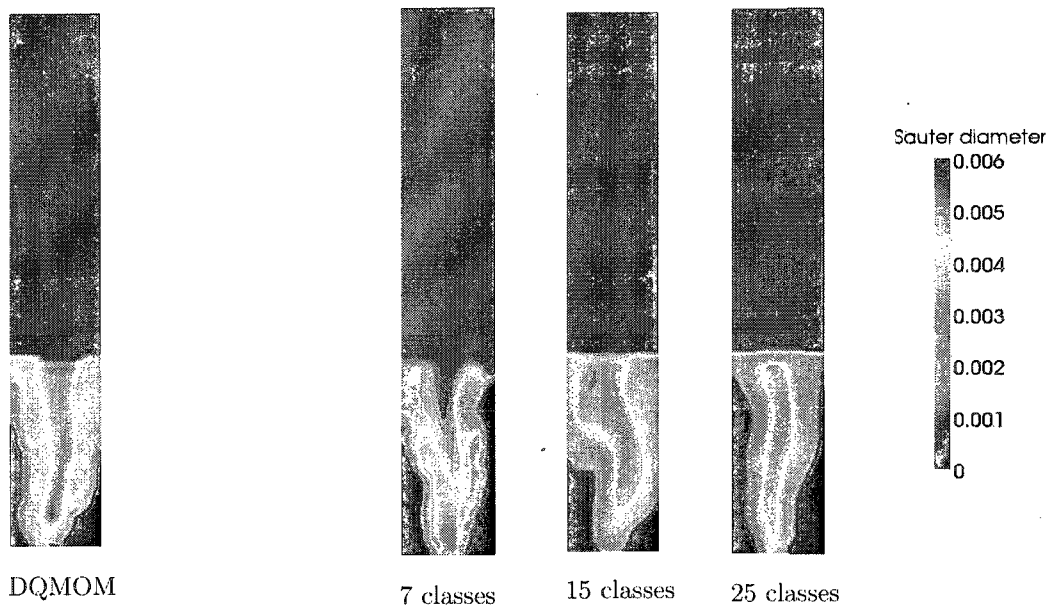 Sauter diameter
0.006
0.005
0.004
0.003
0.002
0.001
0
DQMOM
7 classes
15 classes
25 classes